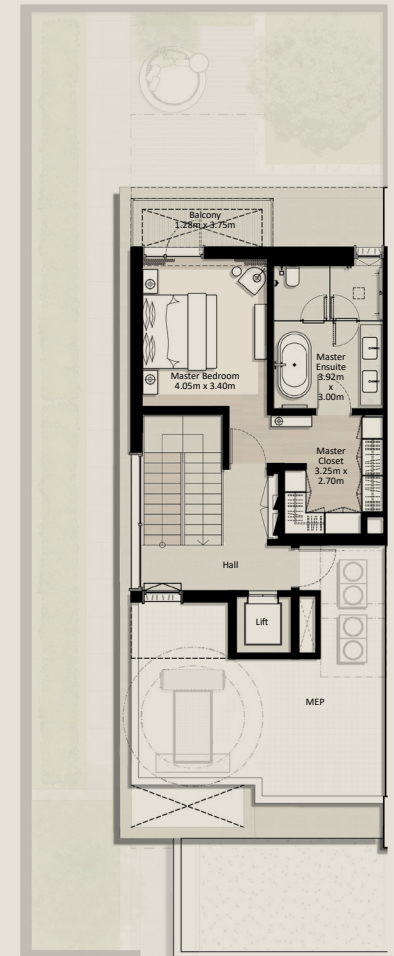 Balcony
1.28m x 3.75m
Master Bedroom
4.05m x 3.40m
Master
Ensuite
3.92m
x
3.00m
Master
Closet
3.25m x
2.70m
Hall
Lift
MEP